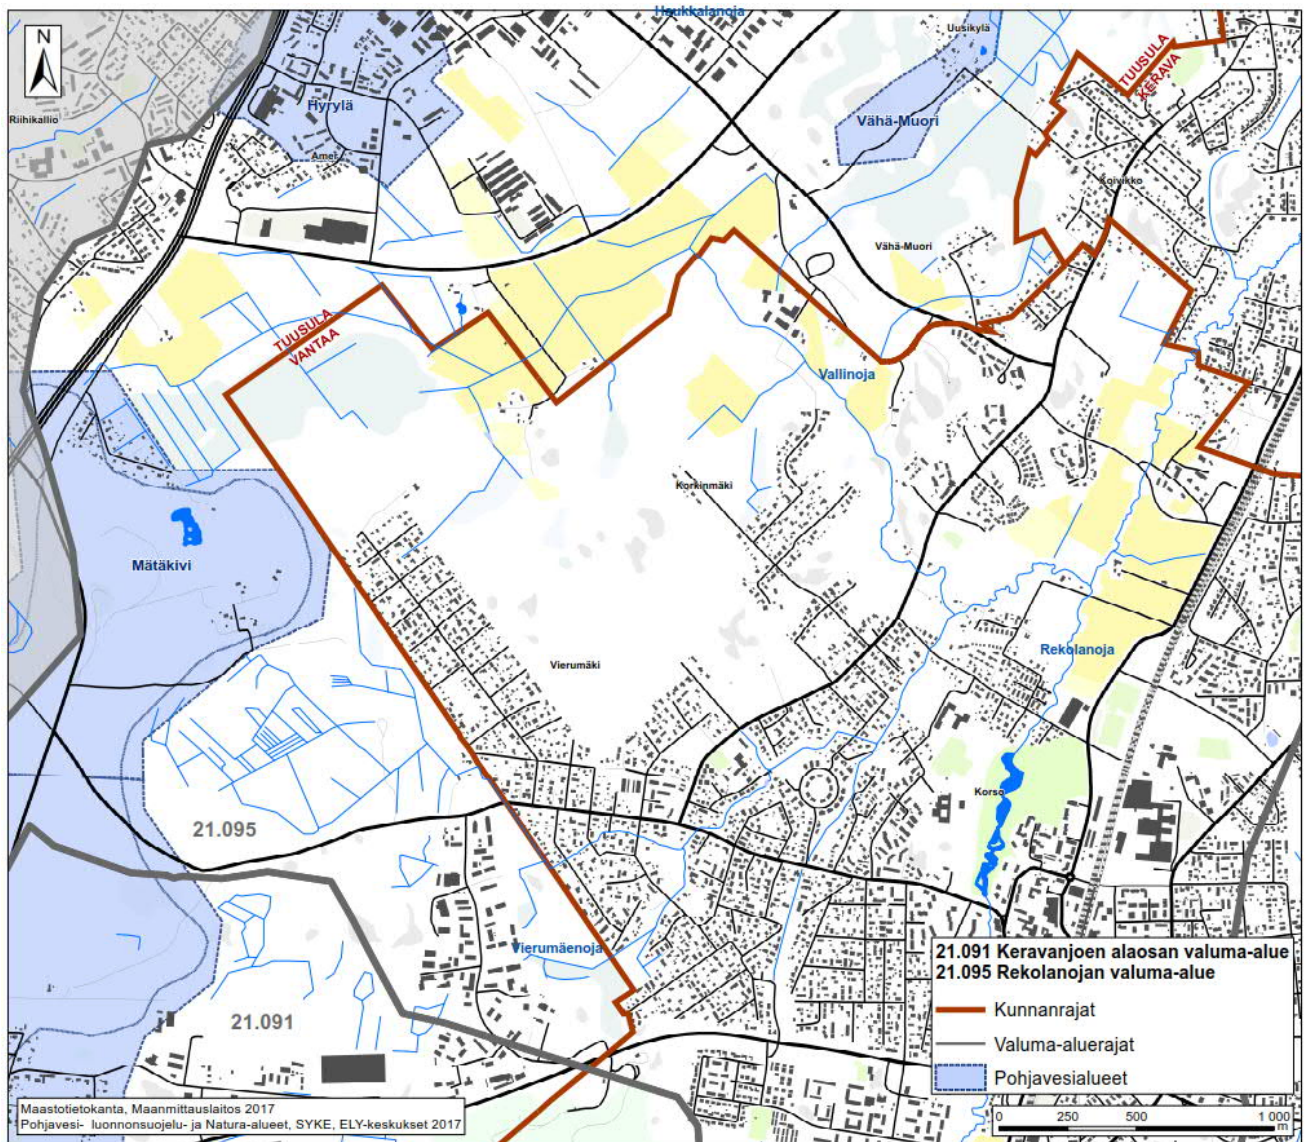 Haukkalanoja
N
Uusikylä
TUUSULA
KERAVA
Hyrylä
Riihikallio
Vähä-Muori
Amer
Koivikko
Vähä-Muori
TUUSULA
VANTAA
Vallinoja
Korkinmäki
Mätäkivi
Rekolanoja
Vierumäki
Korso
21.095
Vierumäenoja
21.091
21.091 Keravanjoen alaosan valuma-alue
21.095 Rekolanojan valuma-alue
Kunnanrajat
Valuma-aluerajat
Pohjavesialueet
Maastotietokanta, Maanmittauslaitos 2017
Pohjavesi- luonnonsuojelu- ja Natura-alueet, SYKE, ELY-keskukset 2017
0 250 500 1 000
m